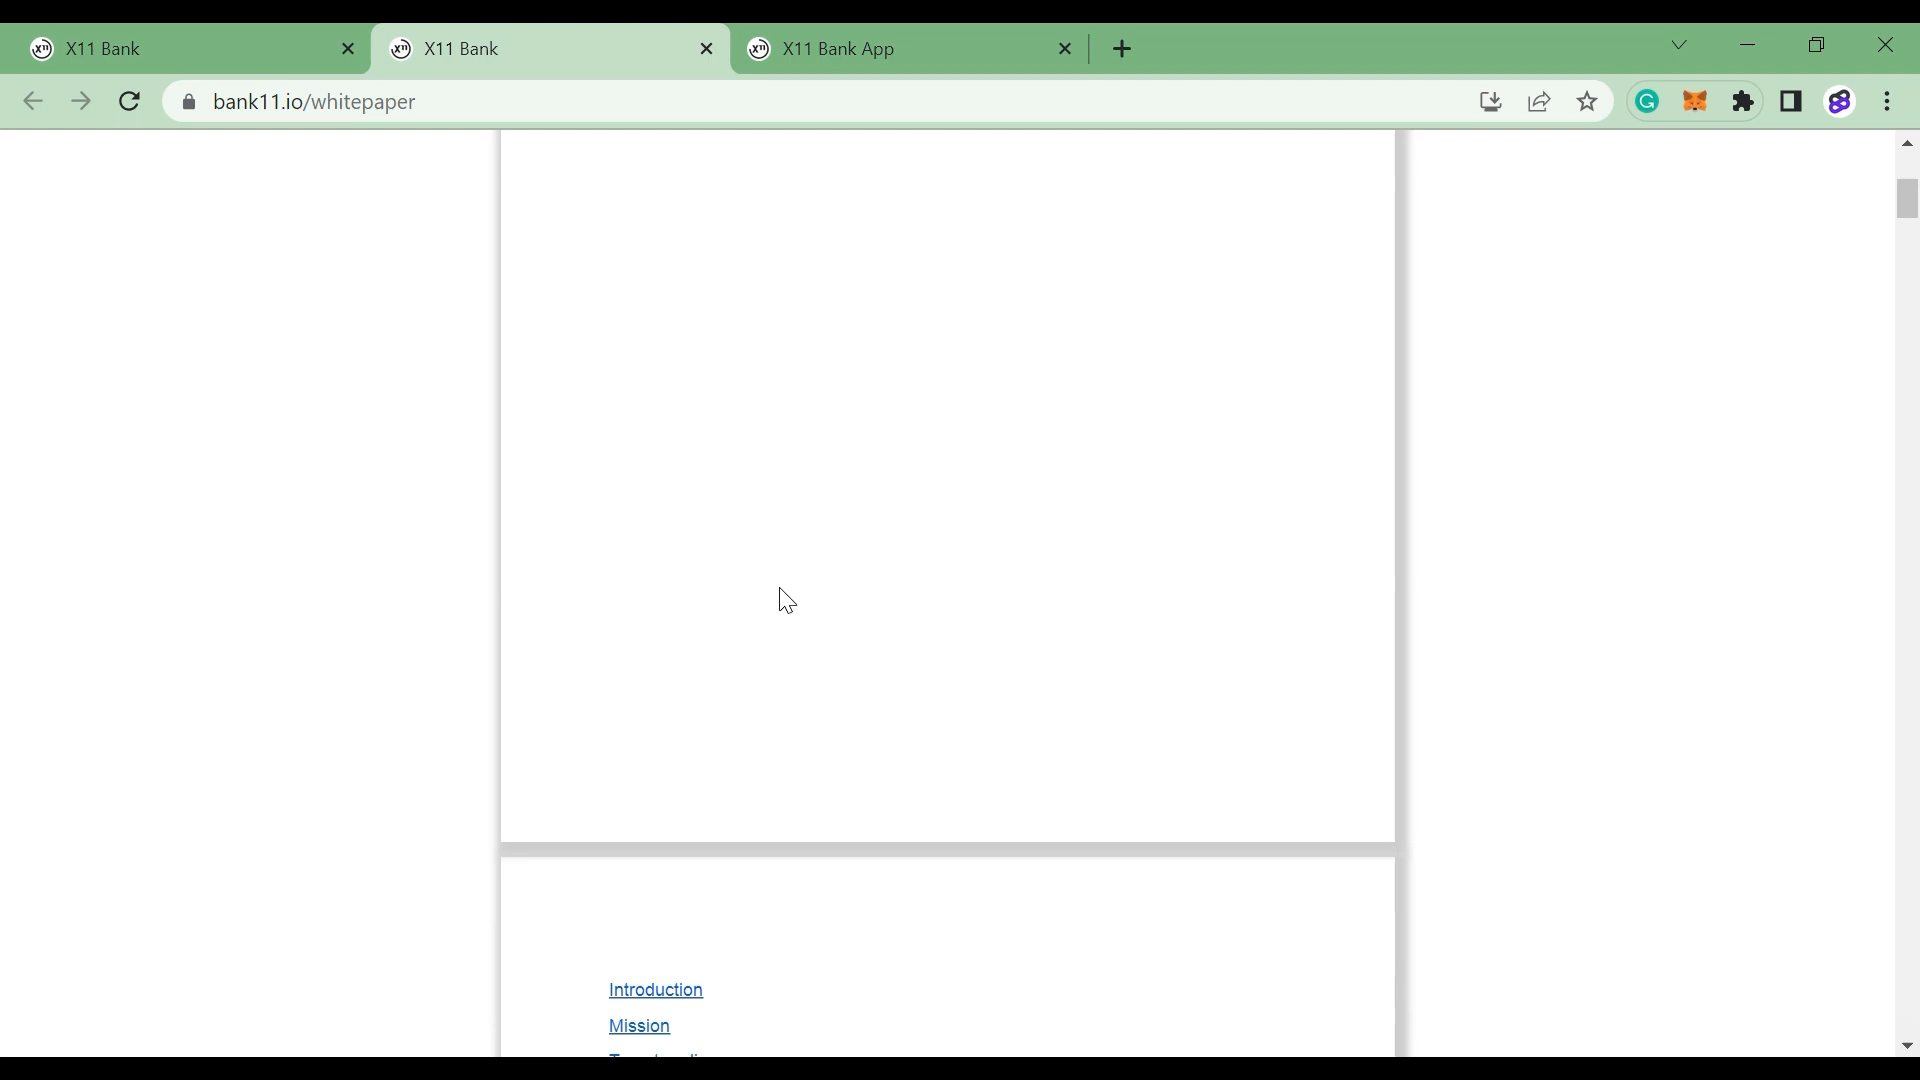 X11 Bank
X11 Bank
X11 Bank App
bank11.io/whitepaper
Introduction
Mission